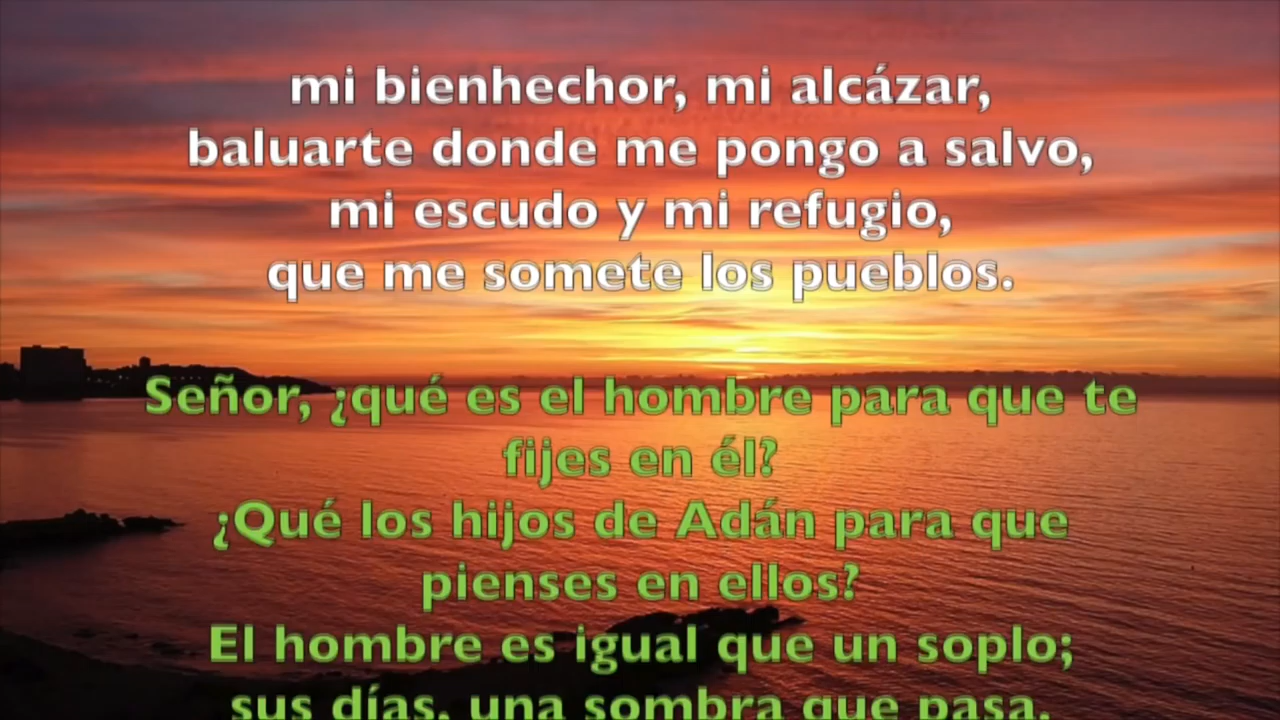 mi bienhechor, mi alcázar,
baluarte donde me pongo a salvo,
mi escudo y mi refugio,
que me somete los pueblos.
Señor, ¿qué es el hombre para que te
fijes en él?
¿Qué los hijos de Adán para que
pienses en ellos?
El hombre es igual que un soplo;
sus días, una sombra que pasa.